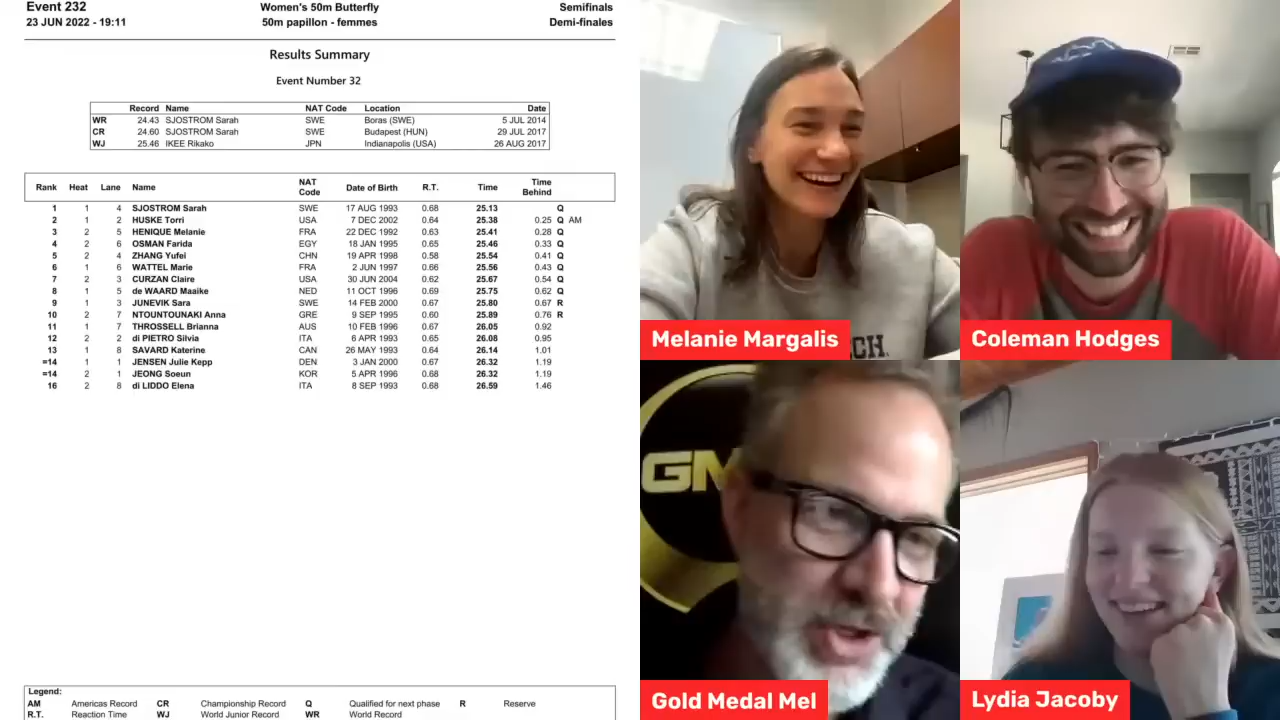 Event 232 Women's 50m Butterfly Semifinals
23 JUN 2022 - 19:11 50m papillon - femmes Demi-finales
Results Summary
Event Number 32
Record Name NAT Code Location Date
WR 24.43 SJOSTROM Sarah SWE Boras (SWE) 5 JUL 2014
CR 24.60 SJOSTROM Sarah SWE Budapest (HUN) 29 JUL 2017
WJ 25.46 IKEE Rikako JPN Indianapolis (USA) 26 AUG 2017
Rank Heat Lane Name NAT Code Date of Birth R.T. Time Time Behind
1 1 4 SJOSTROM Sarah SWE 17 AUG 1993 0.68 25.13 Q
2 1 2 HUSKE Torri USA 7 DEC 2002 0.64 25.38 0.25 Q AM
3 2 5 HENIQUE Melanie FRA 22 DEC 1992 0.63 25.41 0.28 Q
4 2 6 OSMAN Farida EGY 18 JAN 1995 0.65 25.46 0.33 Q
5 2 4 ZHANG Yufei CHN 19 APR 1998 0.58 25.54 0.41 Q
6 1 6 WATTEL Marie FRA 2 JUN 1997 0.66 25.56 0.43 Q
7 2 3 CURZAN Claire USA 30 JUN 2004 0.62 25.67 0.54 Q
8 1 5 de WAARD Maaike NED 11 OCT 1996 0.69 25.75 0.62 Q
9 1 3 JUNEVIK Sara SWE 14 FEB 2000 0.67 25.80 0.67 R
10 2 7 NTOUNTOUNAKI Anna GRE 9 SEP 1995 0.60 25.89 0.76 R
11 1 7 THROSSELL Brianna AUS 10 FEB 1996 0.67 26.05 0.92
12 2 2 di PIETRO Silvia ITA 6 APR 1993 0.65 26.08 0.95
13 1 8 SAVARD Katerine CAN 26 MAY 1993 0.64 26.14 1.01
=14 1 1 JENSEN Julie Kepp DEN 3 JAN 2000 0.67 26.32 1.19
=14 2 1 JEONG Soeun KOR 5 APR 1996 0.68 26.32 1.19
16 2 8 di LIDDO Elena ITA 8 SEP 1993 0.68 26.59 1.46
Legend:
AM Americas Record CR Championship Record Q Qualified for next phase R Reserve
R.T. Reaction Time WJ World Junior Record WR World Record
CH.
Melanie Margalis
Coleman Hodges
GM
Gold Medal Mel
Lydia Jacoby